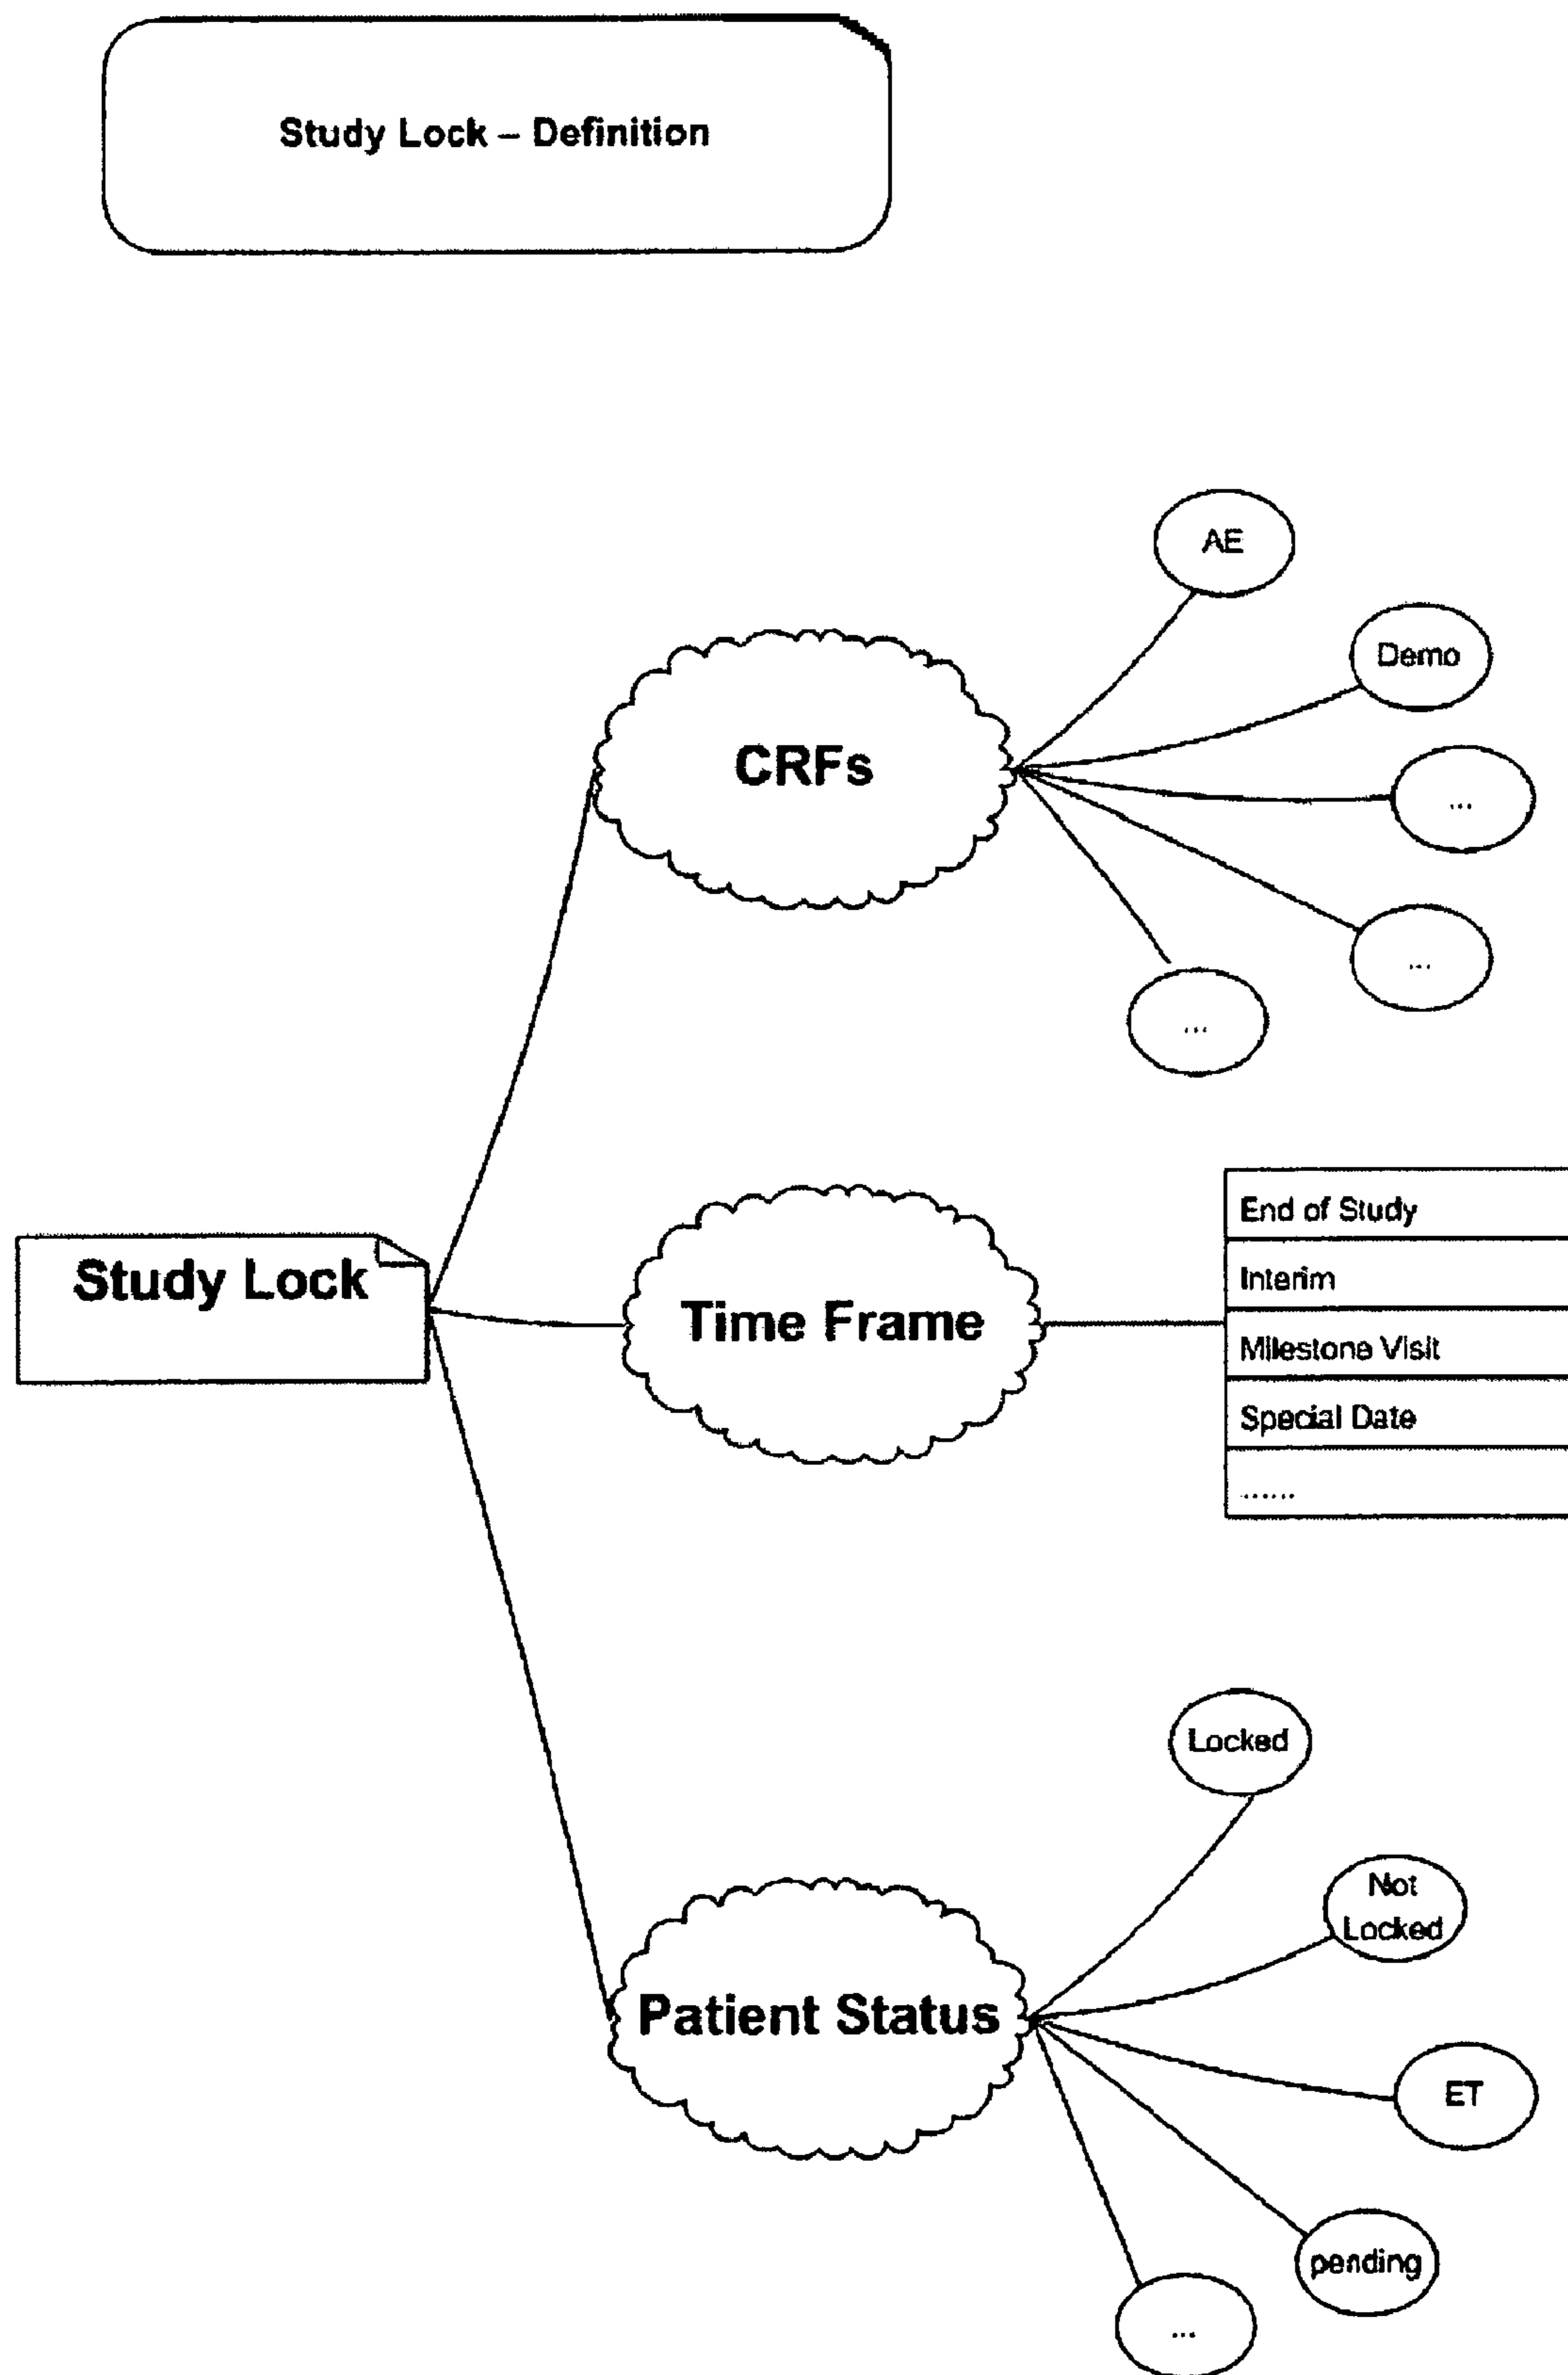 Study Lock – Definition
AE
Demo
CRFs
...
...
...
End of Study
Interim
Study Lock
Time Frame
Milestone Visit
Special Date
......
Locked
Not
Locked
Patient Status
ET
pending
...